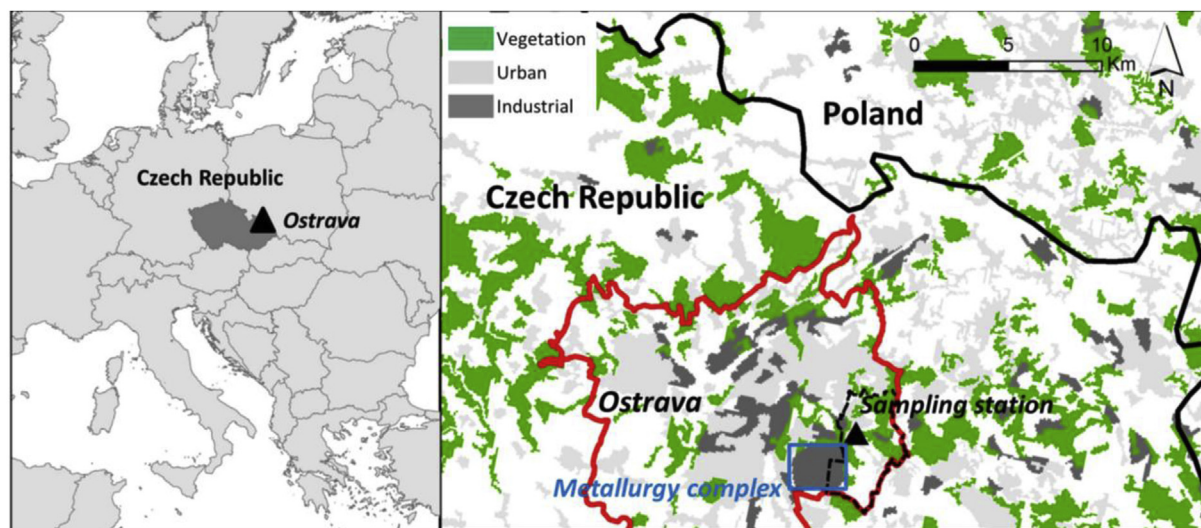 Czech Republic
Ostrava
Vegetation
Urban
Industrial
0 5 10
Km
N
Poland
Czech Republic
Ostrava
Sampling station
Metallurgy complex